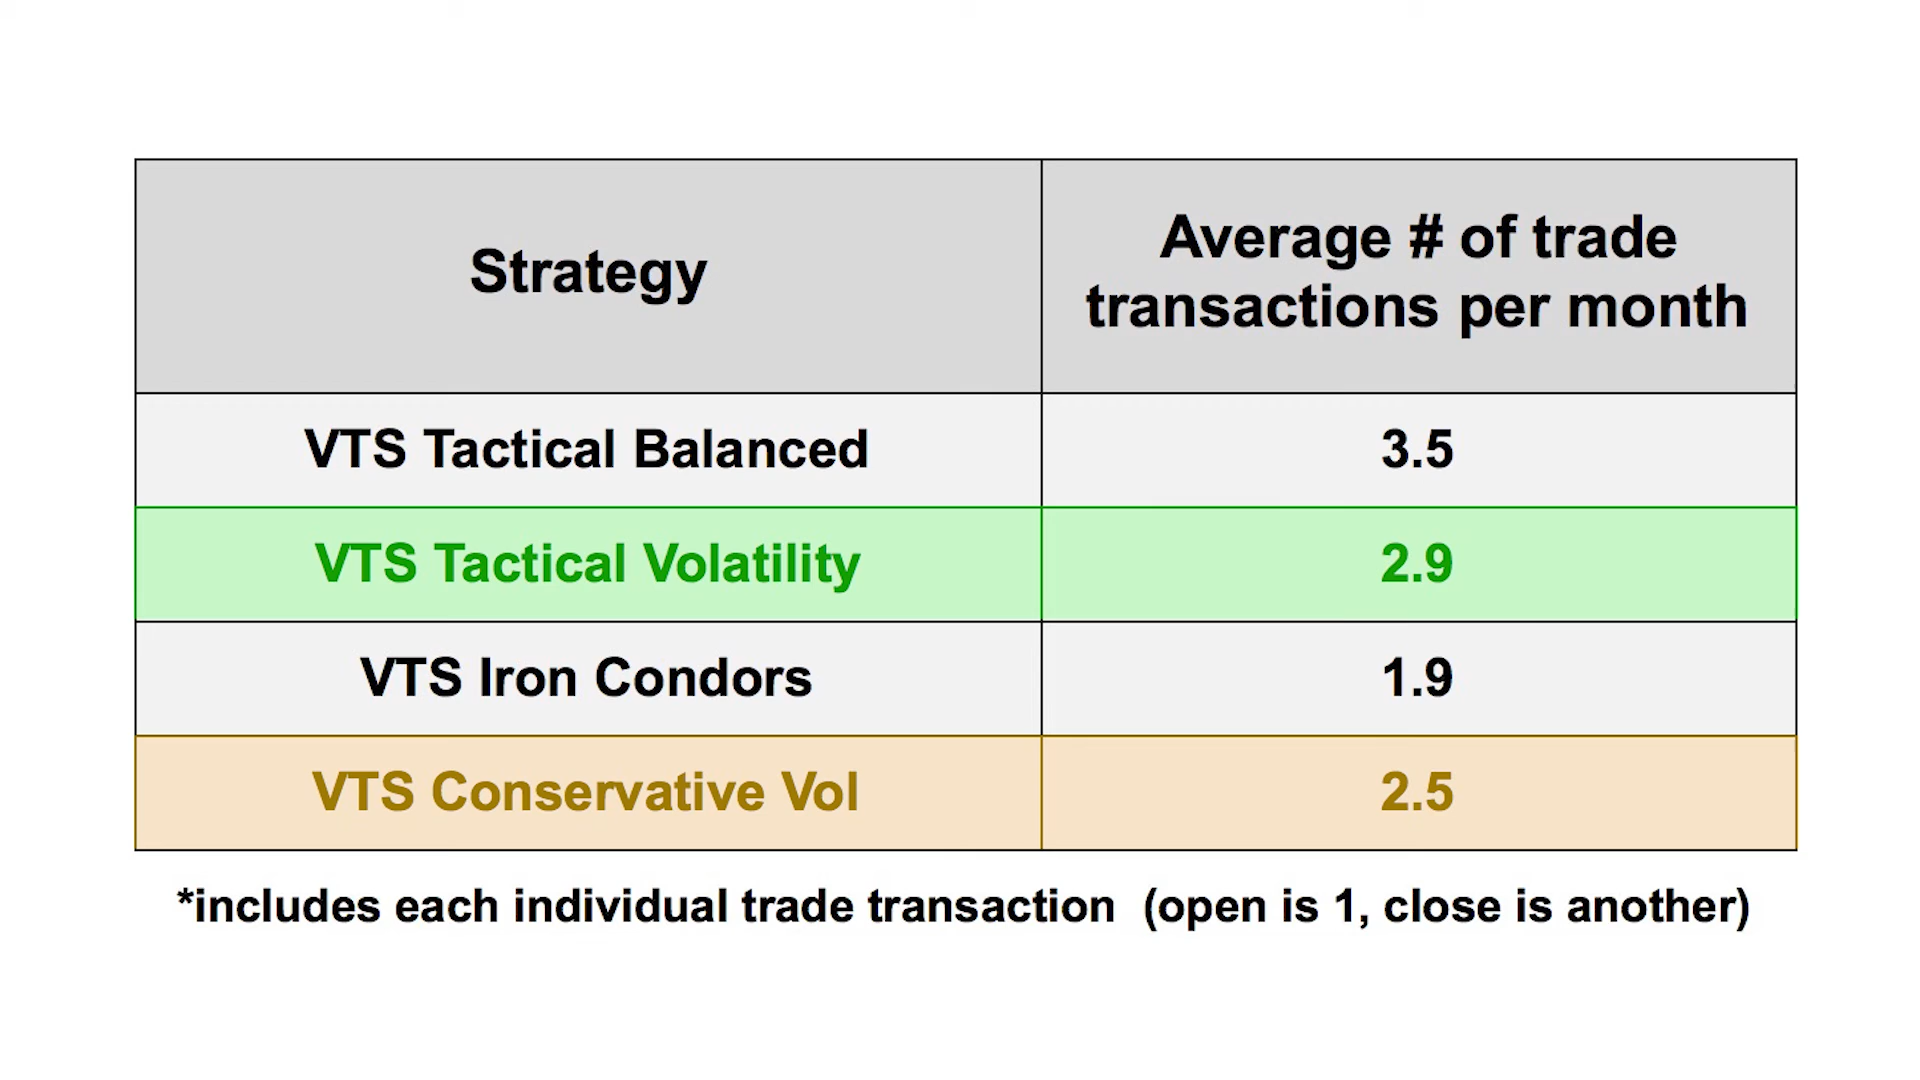 Strategy
Average # of trade
transactions per month
VTS Tactical Balanced
3.5
VTS Tactical Volatility
2.9
VTS Iron Condors
1.9
VTS Conservative Vol
2.5
*includes each individual trade transaction  (open is 1, close is another)